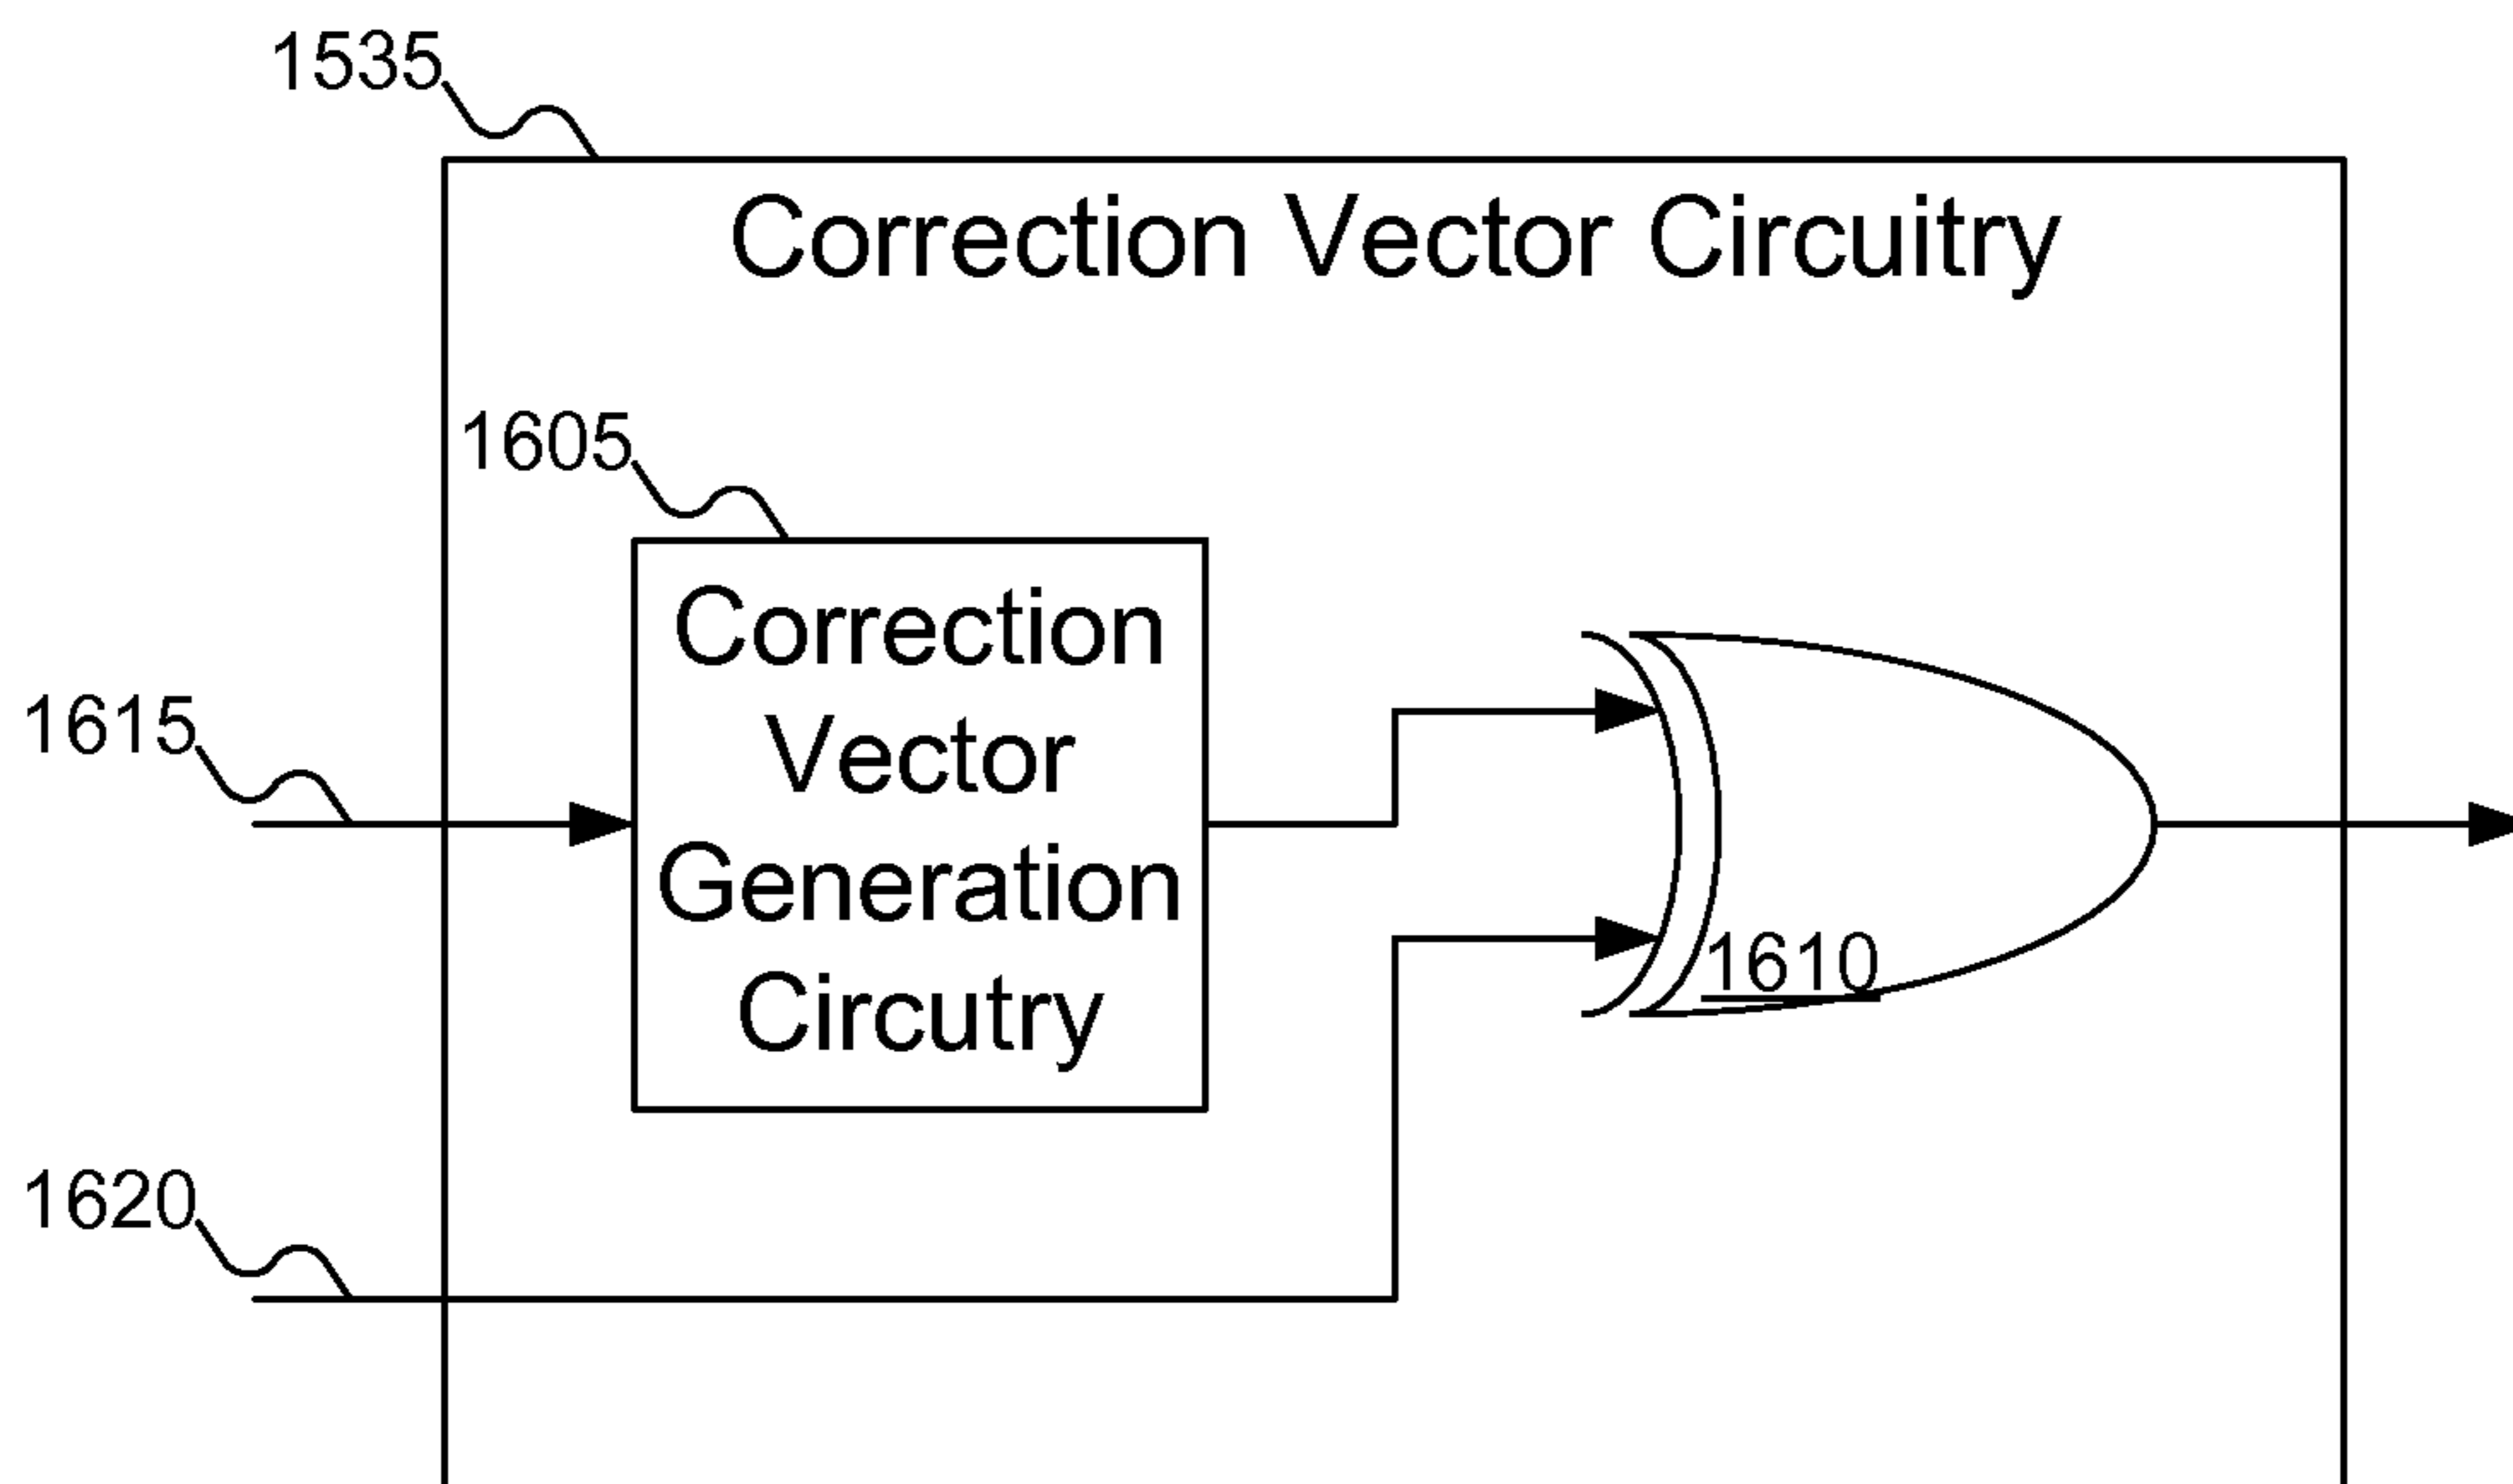 1535
Correction Vector Circuitry
1605
Correction
Vector
Generation
Circutry
1615
1610
1620